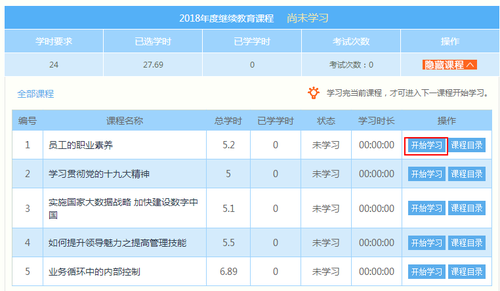 2018年度继续教育课程 尚未学习
学时要求 已选学时 已学学时 考试次数 操作
24 27.69 0 考试次数：0 隐藏课程
全部课程 学习完当前课程，才可进入下一课程开始学习。
编号 课程名称 总学时 已学学时 状态 学习时长 操作
1 员工的职业素养 5.2 0 未学习 00:00:00 开始学习 课程目录
2 学习贯彻党的十九大精神 5 0 未学习 00:00:00 开始学习 课程目录
3 实施国家大数据战略 加快建设数字中 5.1 0 未学习 00:00:00 开始学习 课程目录
国
4 如何提升领导魅力之提高管理技能 5.5 0 未学习 00:00:00 开始学习 课程目录
5 业务循环中的内部控制 6.89 0 未学习 00:00:00 开始学习 课程目录